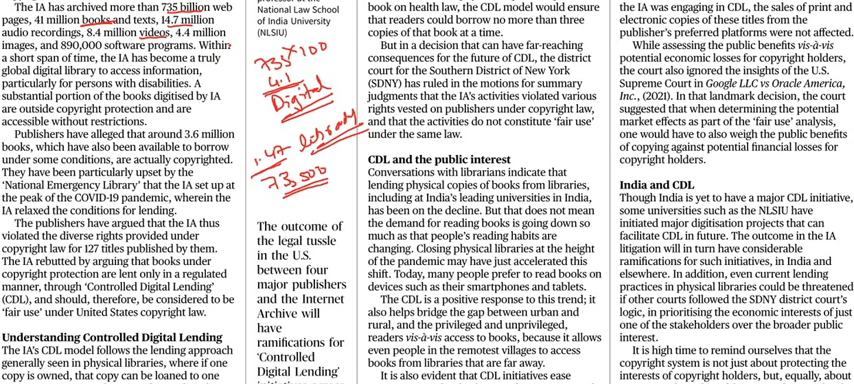 The IA has archived more than 735 billion web
pages, 41 million books and texts, 14.7 million
audio recordings, 8.4 million videos, 4.4 million
images, and 890,000 software programs. Within
a short span of time, the IA has become a truly
global digital library to access information,
particularly for persons with disabilities. A
substantial portion of the books digitised by IA
are outside copyright protection and are
accessible without restrictions.
Publishers have alleged that around 3.6 million
books, which have also been available to borrow
under some conditions, are actually copyrighted.
They have been particularly upset by the
‘National Emergency Library’ that the IA set up at
the peak of the COVID-19 pandemic, wherein the
IA relaxed the conditions for lending.
The publishers have argued that the IA thus
violated the diverse rights provided under
copyright law for 127 titles published by them.
The IA rebutted by arguing that books under
copyright protection are lent only in a regulated
manner, through ‘Controlled Digital Lending’
(CDL), and should, therefore, be considered to be
‘fair use’ under United States copyright law.
Understanding Controlled Digital Lending
The IA's CDL model follows the lending approach
generally seen in physical libraries, where if one
copy is owned, that copy can be loaned to one
National Law School
of India University
(NLSIU)
735 x 100
4.1
Digital
1.47 library
73,500
The outcome of
the legal tussle
in the U.S.
between four
major publishers
and the Internet
Archive will
have
ramifications for
‘Controlled
Digital Lending’
book on health law, the CDL model would ensure
that readers could borrow no more than three
copies of that book at a time.
But in a decision that can have far-reaching
consequences for the future of CDL, the district
court for the Southern District of New York
(SDNY) has ruled in the motions for summary
judgments that the IA's activities violated various
rights vested on publishers under copyright law,
and that the activities do not constitute ‘fair use’
under the same law.
CDL and the public interest
Conversations with librarians indicate that
lending physical copies of books from libraries,
including at India's leading universities in India,
has been on the decline. But that does not mean
the demand for reading books is going down so
much as that people's reading habits are
changing. Closing physical libraries at the height
of the pandemic may have just accelerated this
shift. Today, many people prefer to read books on
devices such as their smartphones and tablets.
The CDL is a positive response to this trend; it
also helps bridge the gap between urban and
rural, and the privileged and unprivileged,
readers vis-à-vis access to books, because it allows
even people in the remotest villages to access
books from libraries that are far away.
It is also evident that CDL initiatives ease
the IA was engaging in CDL, the sales of print and
electronic copies of these titles from the
publisher's preferred platforms were not affected.
While assessing the public benefits vis-à-vis
potential economic losses for copyright holders,
the court also ignored the insights of the U.S.
Supreme Court in Google LLC vs Oracle America,
Inc., (2021). In that landmark decision, the court
suggested that when determining the potential
market effects as part of the ‘fair use’ analysis,
one would have to also weigh the public benefits
of copying against potential financial losses for
copyright holders.
India and CDL
Though India is yet to have a major CDL initiative,
some universities such as the NLSIU have
initiated major digitisation projects that can
facilitate CDL in future. The outcome in the IA
litigation will in turn have considerable
ramifications for such initiatives, in India and
elsewhere. In addition, even current lending
practices in physical libraries could be threatened
if other courts followed the SDNY district court's
logic, in prioritising the economic interests of just
one of the stakeholders over the broader public
interest.
It is high time to remind ourselves that the
copyright system is not just about protecting the
interests of copyright holders, but, equally, about